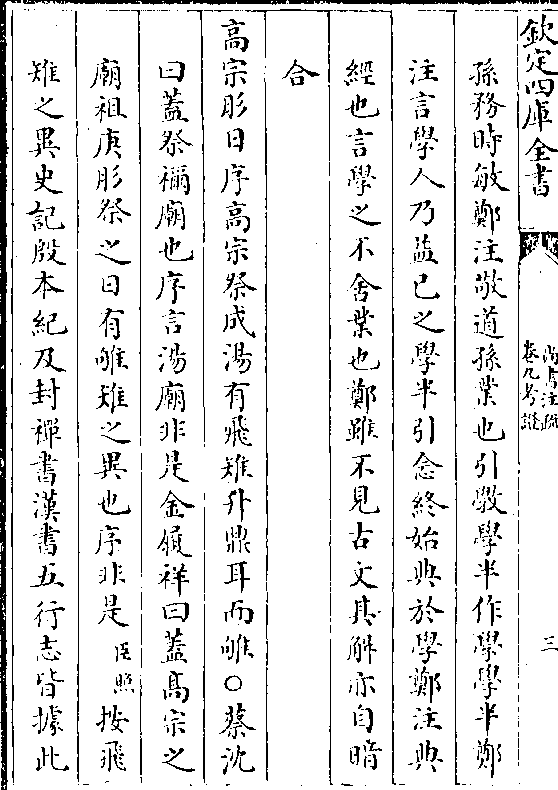 欽定四庫全書
尚書注疏
卷九考證
三
孫務時敏鄭注敬道孫業也引斆學半作學學半鄭
注言學人乃益己之學半引念終始典於學鄭注典
經也言學之不舍業也鄭雖不見古文其解亦自暗
合
高宗肜日序高宗祭成湯有飛雉升鼎耳而雊○蔡沈
曰蓋祭禰廟也序言湯廟非是金履祥曰蓋髙宗之
廟祖庚肜祭之日有雊雉之異也序非是臣照按飛
雉之異史記殷本紀及封禪書漢書五行志皆據此